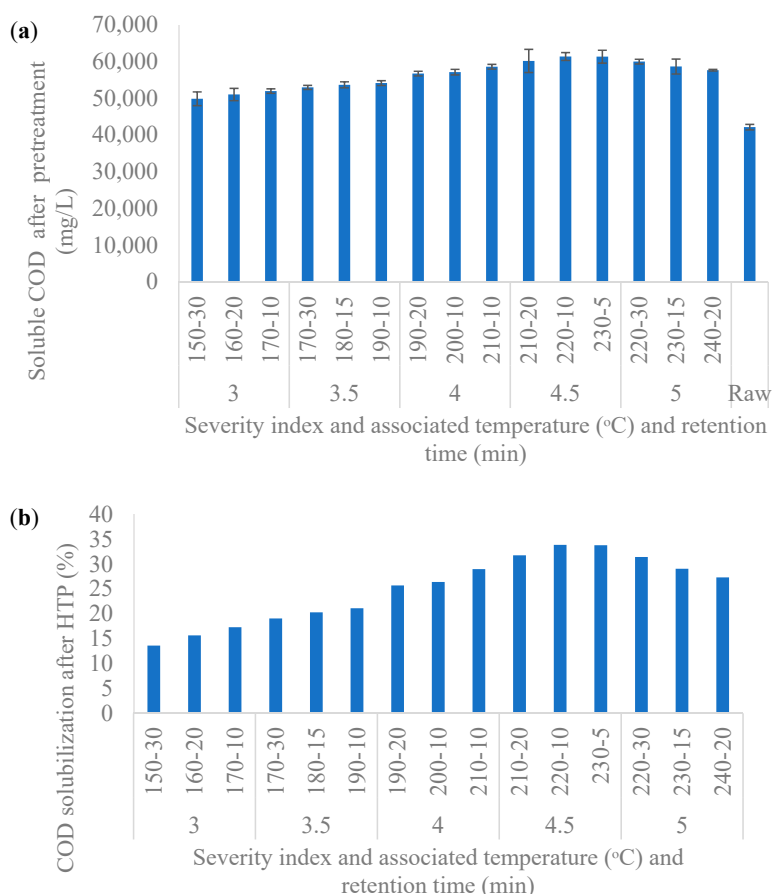 (a)
Soluble COD after pretreatment
(mg/L)
70,000
60,000
50,000
40,000
30,000
20,000
10,000
0
150-30 160-20 170-10 170-30 180-15 190-10 190-20 200-10 210-10 210-20 220-10 230-5 220-30 230-15 240-20
3 3.5 4 4.5 5 Raw
Severity index and associated temperature (ᵒC) and retention
time (min)
(b)
COD solubilization after HTP (%)
40
35
30
25
20
15
10
5
0
150-30 160-20 170-10 170-30 180-15 190-10 190-20 200-10 210-10 210-20 220-10 230-5 220-30 230-15 240-20
3 3.5 4 4.5 5
Severity index and associated temperature (ᵒC) and
retention time (min)